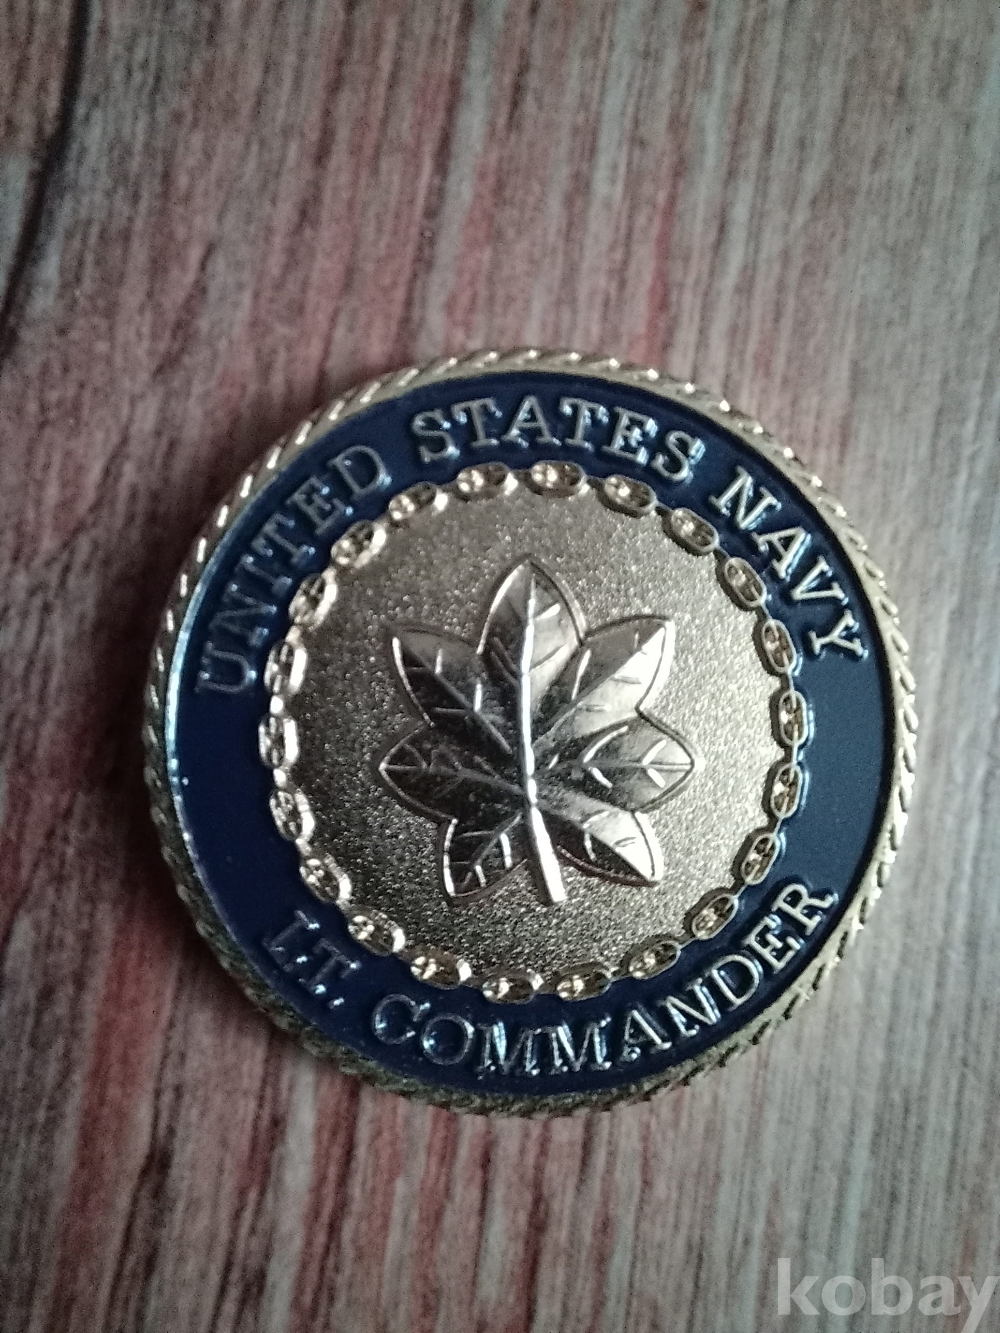 UNITED STATES NAVY
LT. COMMANDER
kobay